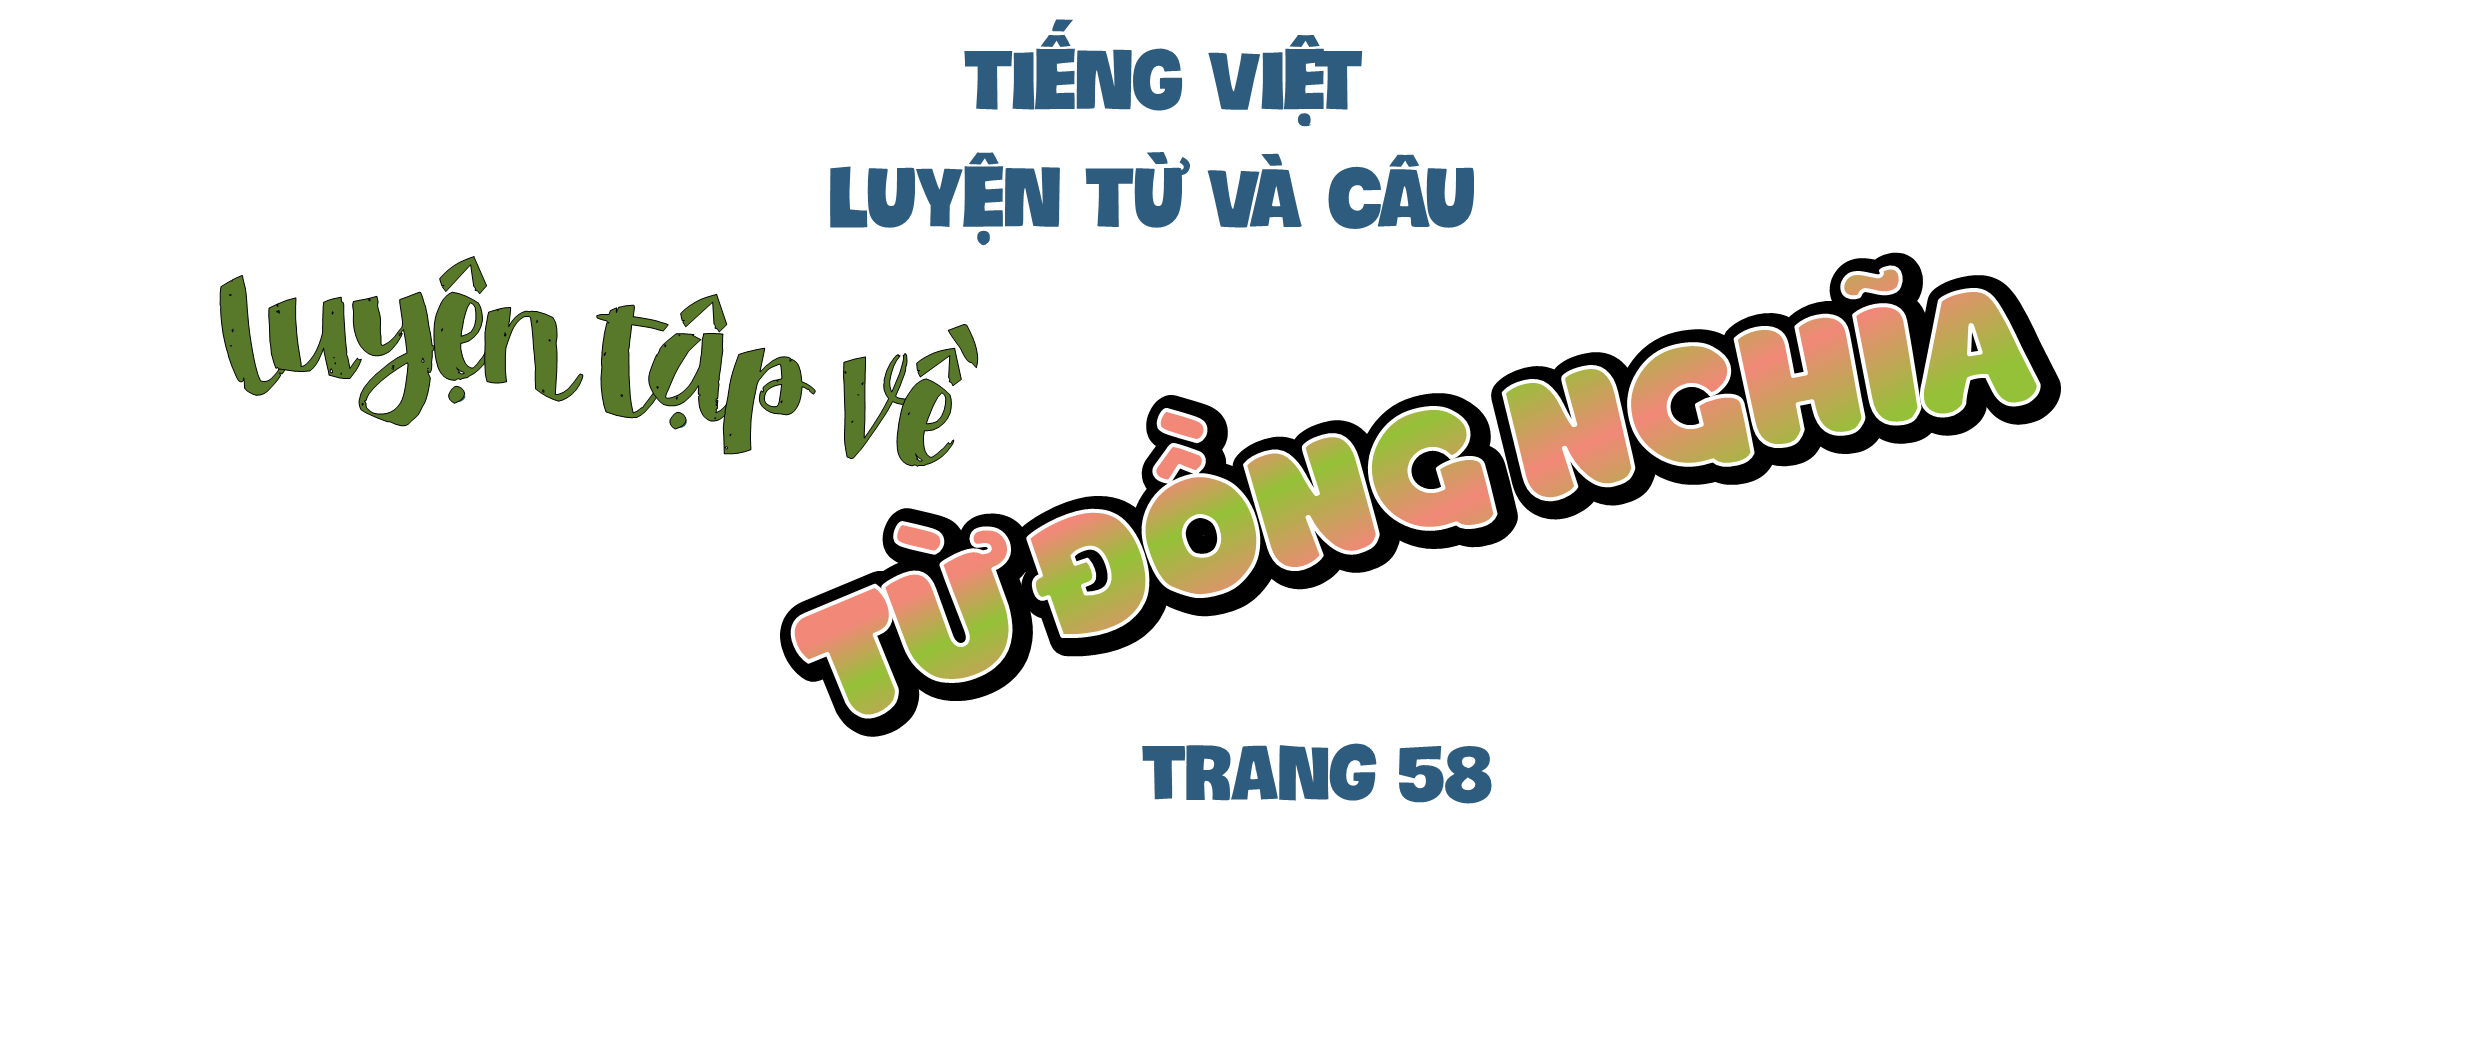 TIẾNG VIỆT
LUYỆN TỪ VÀ CÂU
luyện tập về
TỪ ĐỒNG NGHĨA
TRANG 58